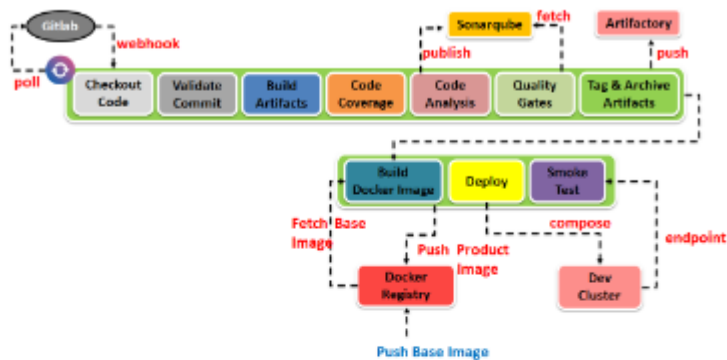 Gitlab
webhook
poll
Sonarqube
fetch
publish
Artifactory
push
Checkout
Code
Validate
Commit
Build
Artifacts
Code
Coverage
Code
Analysis
Quality
Gates
Tag & Archive
Artifacts
Build
Docker Image
Deploy
Smoke
Test
Fetch Base
Image
Push Product
Image
compose
endpoint
Docker
Registry
Dev
Cluster
Push Base Image